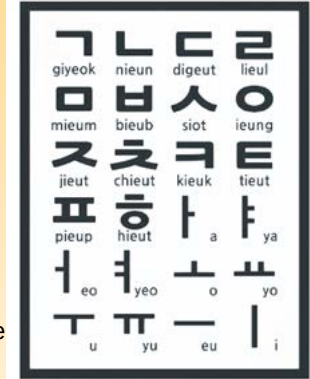 ㄱ ㄴ ㄷ ㄹ
giyeok nieun digeut lieul
ㅁ ㅂ ㅅ ㅇ
mieum bieub siot ieung
ㅈ ㅊ ㅋ ㅌ
jieut chieut kieuk tieut
ㅍ ㅎ ㅏ ㅑ
pieup hieut a ya
ㅓ ㅕ ㅗ ㅛ
eo yeo o yo
ㅜ ㅠ ㅡ ㅣ
u yu eu i